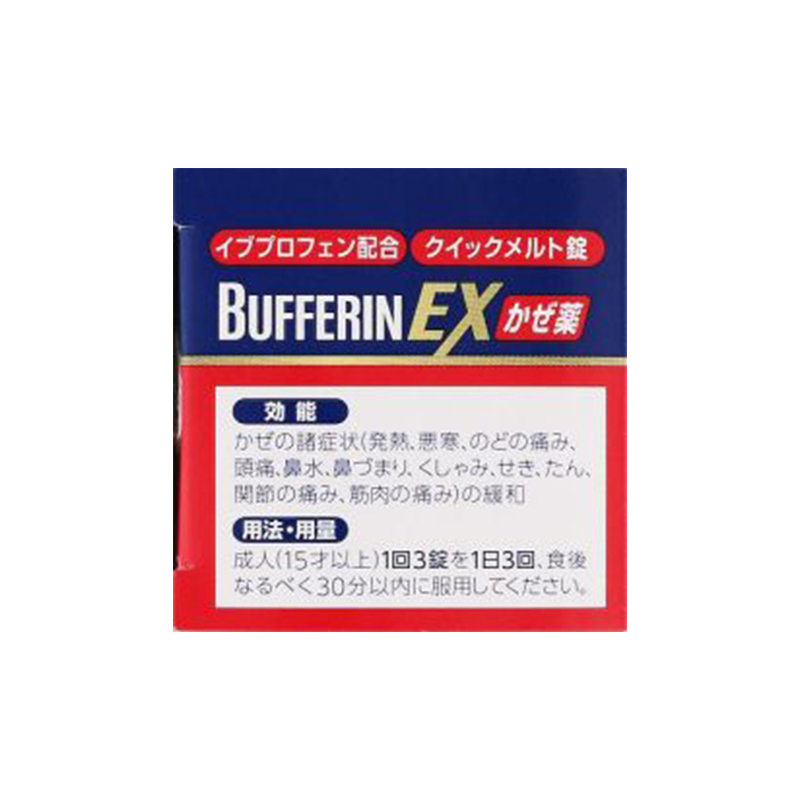 イブプロフェン配合 クイックメルト錠
BUFFERIN EX かぜ薬
効能
かぜの諸症状(発熱、悪寒、のどの痛み、
頭痛、鼻水、鼻づまり、くしゃみ、せき、たん、
関節の痛み、筋肉の痛み)の緩和
用法・用量
成人(15才以上)1回3錠を1日3回、食後
なるべく30分以内に服用してください。